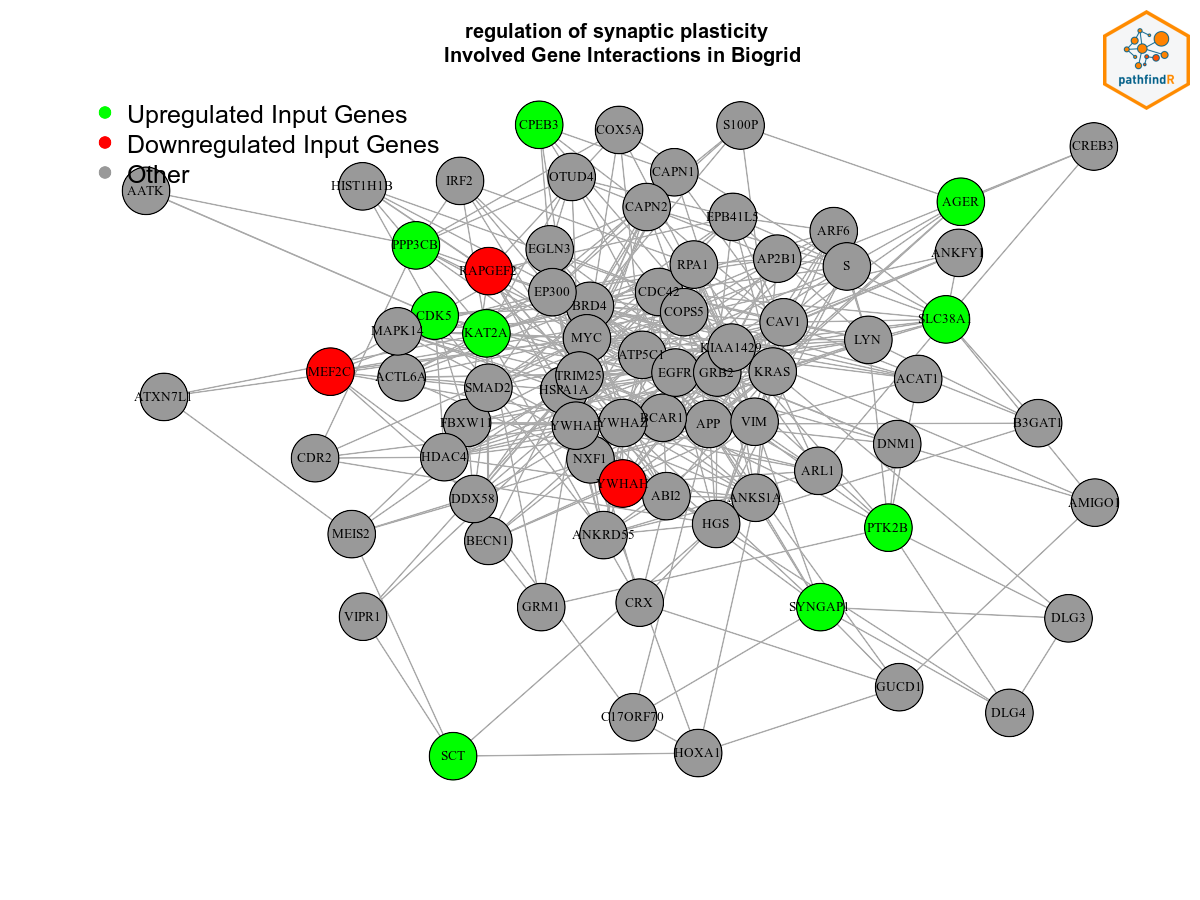 regulation of synaptic plasticity
Involved Gene Interactions in Biogrid
pathfindR
Upregulated Input Genes
Downregulated Input Genes
Other
CPEB3
COX5A
S100P
CREB3
AATK
HIST1H1B
IRF2
OTUD4
CAPN1
CAPN2
EPB41L5
AGER
PPP3CB
RAPGEF2
EGLN3
RPA1
AP2B1
ARF6
S
ANKFY1
EP300
BRD4
CDC42
COPS5
CAV1
CDK5
MAPK14
KAT2A
MYC
LYN
SLC38A1
ATP5C1
KIAA1429
MEF2C
ACTL6A
SMAD2
TRIM25
HSPA1A
EGFR
GRB2
KRAS
ACAT1
ATXN7L1
FBXW11
YWHAE
YWHAZ
BCAR1
APP
VIM
B3GAT1
CDR2
HDAC4
NXF1
DNM1
ARL1
YWHAH
DDX58
ABI2
ANKS1A
AMIGO1
MEIS2
BECN1
ANKRD55
HGS
PTK2B
VIPR1
GRM1
CRX
SYNGAP1
DLG3
C17ORF70
GUCD1
DLG4
SCT
HOXA1